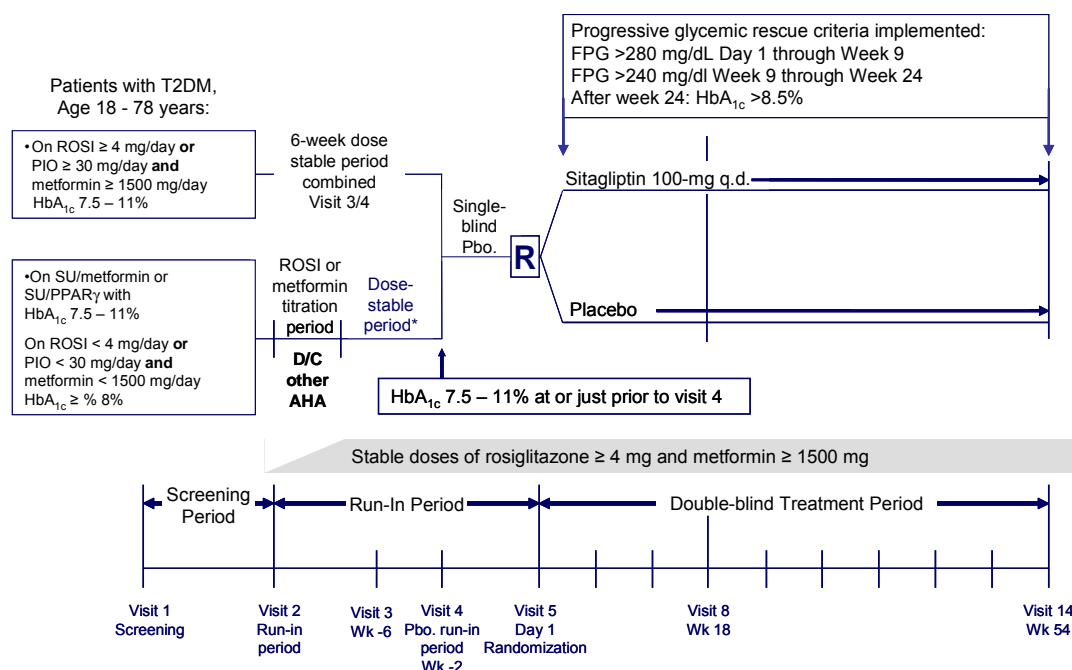 Progressive glycemic rescue criteria implemented:
FPG >280 mg/dL Day 1 through Week 9
FPG >240 mg/dl Week 9 through Week 24
After week 24: HbA1c >8.5%
Patients with T2DM,
Age 18 - 78 years:
•On ROSI ≥ 4 mg/day or
PIO ≥ 30 mg/day and
metformin ≥ 1500 mg/day
HbA1c 7.5 – 11%
6-week dose
stable period
combined
Visit 3/4
Single-
blind
Pbo.
R
Sitagliptin 100-mg q.d.
Placebo
•On SU/metformin or
SU/PPARγ with
HbA1c 7.5 – 11%
On ROSI < 4 mg/day or
PIO < 30 mg/day and
metformin < 1500 mg/day
HbA1c ≥ % 8%
ROSI or
metformin
titration
period
D/C
other
AHA
Dose-
stable
period*
HbA1c 7.5 – 11% at or just prior to visit 4
Stable doses of rosiglitazone ≥ 4 mg and metformin ≥ 1500 mg
Screening
Period
Run-In Period
Double-blind Treatment Period
Visit 1
Screening
Visit 2
Run-in
period
Visit 3
Wk -6
Visit 4
Pbo. run-in
period
Wk -2
Visit 5
Day 1
Randomization
Visit 8
Wk 18
Visit 14
Wk 54